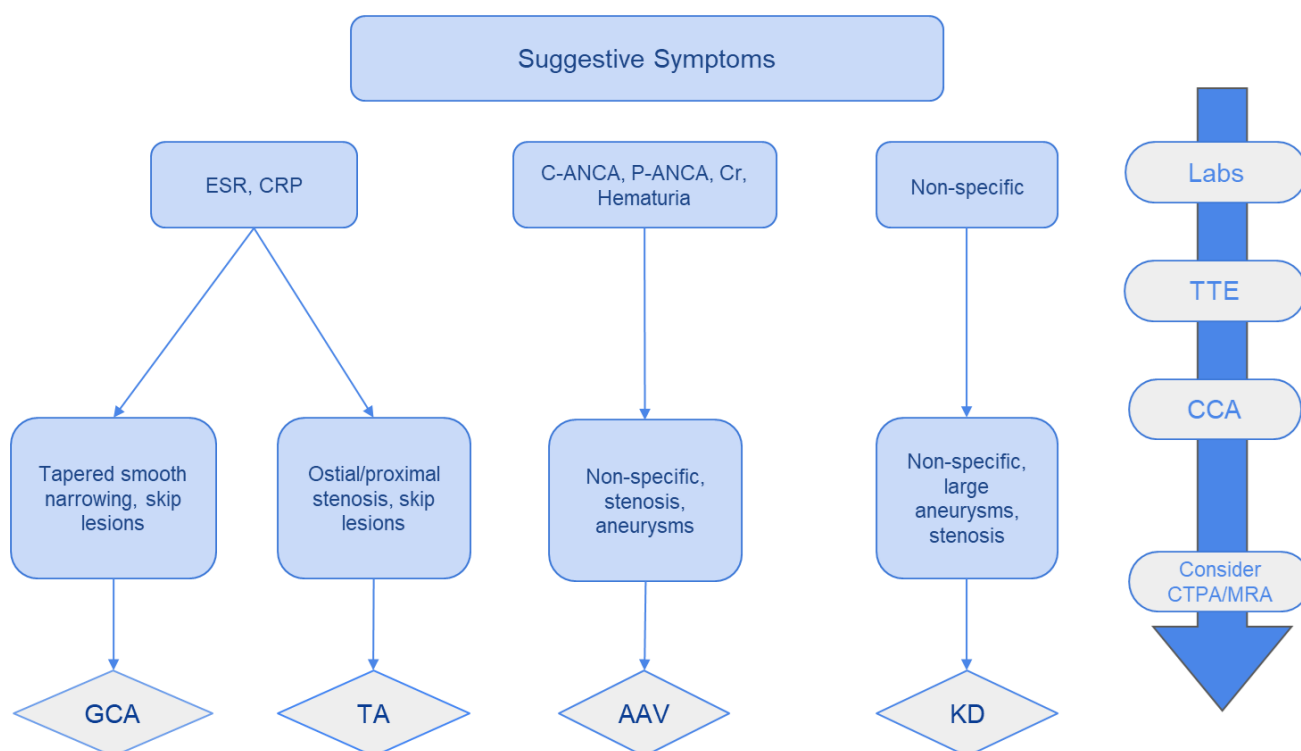 Suggestive Symptoms
ESR, CRP
C-ANCA, P-ANCA, Cr,
Hematuria
Non-specific
Labs
TTE
CCA
Tapered smooth
narrowing, skip
lesions
Ostial/proximal
stenosis, skip
lesions
Non-specific,
stenosis,
aneurysms
Non-specific,
large
aneurysms,
stenosis
Consider
CTPA/MRA
GCA
TA
AAV
KD